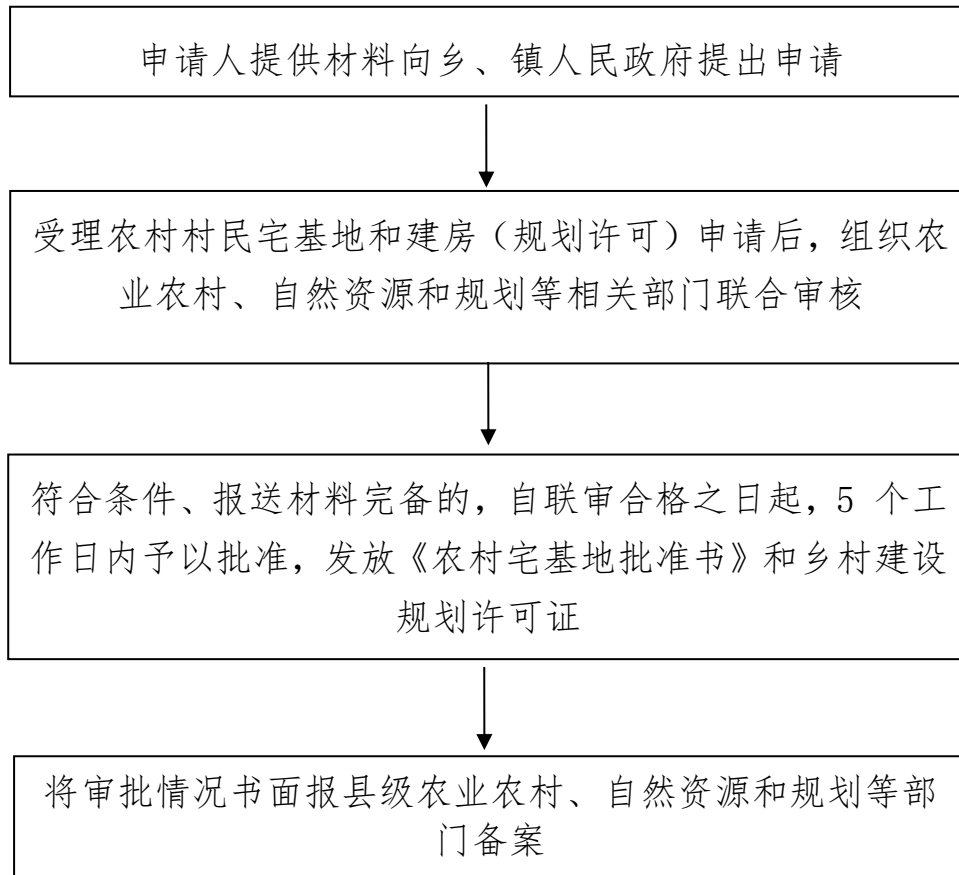 申请人提供材料向乡、镇人民政府提出申请
受理农村村民宅基地和建房（规划许可）申请后，组织农
业农村、自然资源和规划等相关部门联合审核
符合条件、报送材料完备的，自联审合格之日起，5 个工
作日内予以批准，发放《农村宅基地批准书》和乡村建设
规划许可证
将审批情况书面报县级农业农村、自然资源和规划等部
门备案